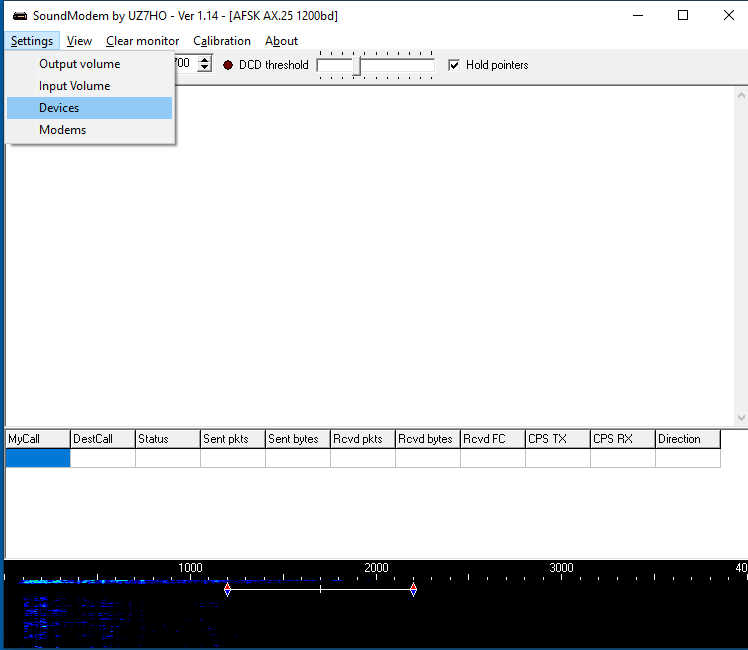 SoundModem by UZ7HO - Ver 1.14 - [AFSK AX.25 1200bd]
Settings View Clear monitor Calibration About
Output volume
Input Volume
Devices
Modems
00 DCD threshold Hold pointers
MyCall DestCall Status Sent pkts Sent bytes Rcvd pkts Rcvd bytes Rcvd FC CPS TX CPS RX Direction
1000 2000 3000 40